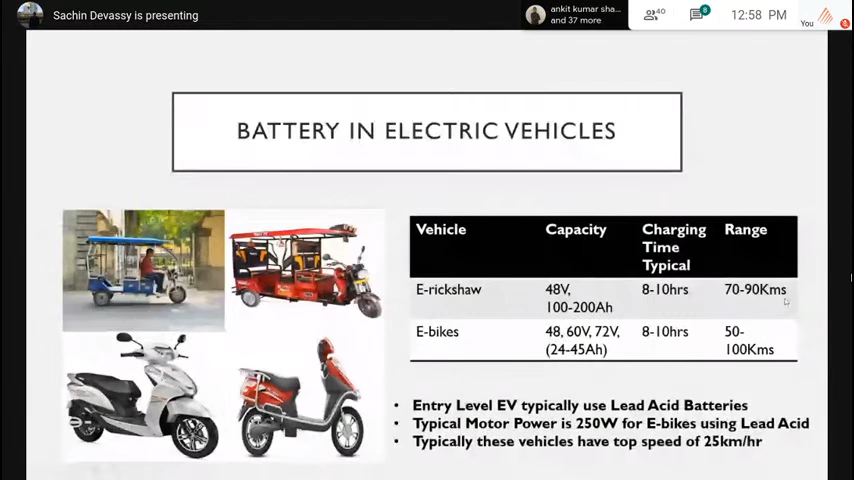 Sachin Devassy is presenting
ankit kumar sha...
and 37 more
40
8
12:58 PM
You
BATTERY IN ELECTRIC VEHICLES
Vehicle Capacity Charging Time Typical Range
E-rickshaw 48V, 100-200Ah 8-10hrs 70-90Kms
E-bikes 48, 60V, 72V, (24-45Ah) 8-10hrs 50-100Kms
• Entry Level EV typically use Lead Acid Batteries
• Typical Motor Power is 250W for E-bikes using Lead Acid
• Typically these vehicles have top speed of 25km/hr